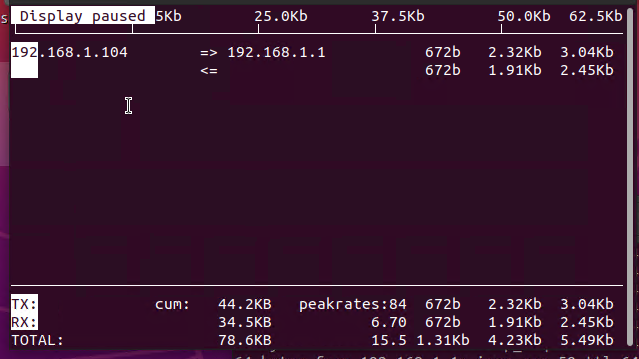 Display paused 5Kb 25.0Kb 37.5Kb 50.0Kb 62.5Kb
192.168.1.104 => 192.168.1.1 672b 2.32Kb 3.04Kb
<= 672b 1.91Kb 2.45Kb
TX: cum: 44.2KB peakrates:84 672b 2.32Kb 3.04Kb
RX: 34.5KB 6.70 672b 1.91Kb 2.45Kb
TOTAL: 78.6KB 15.5 1.31Kb 4.23Kb 5.49Kb